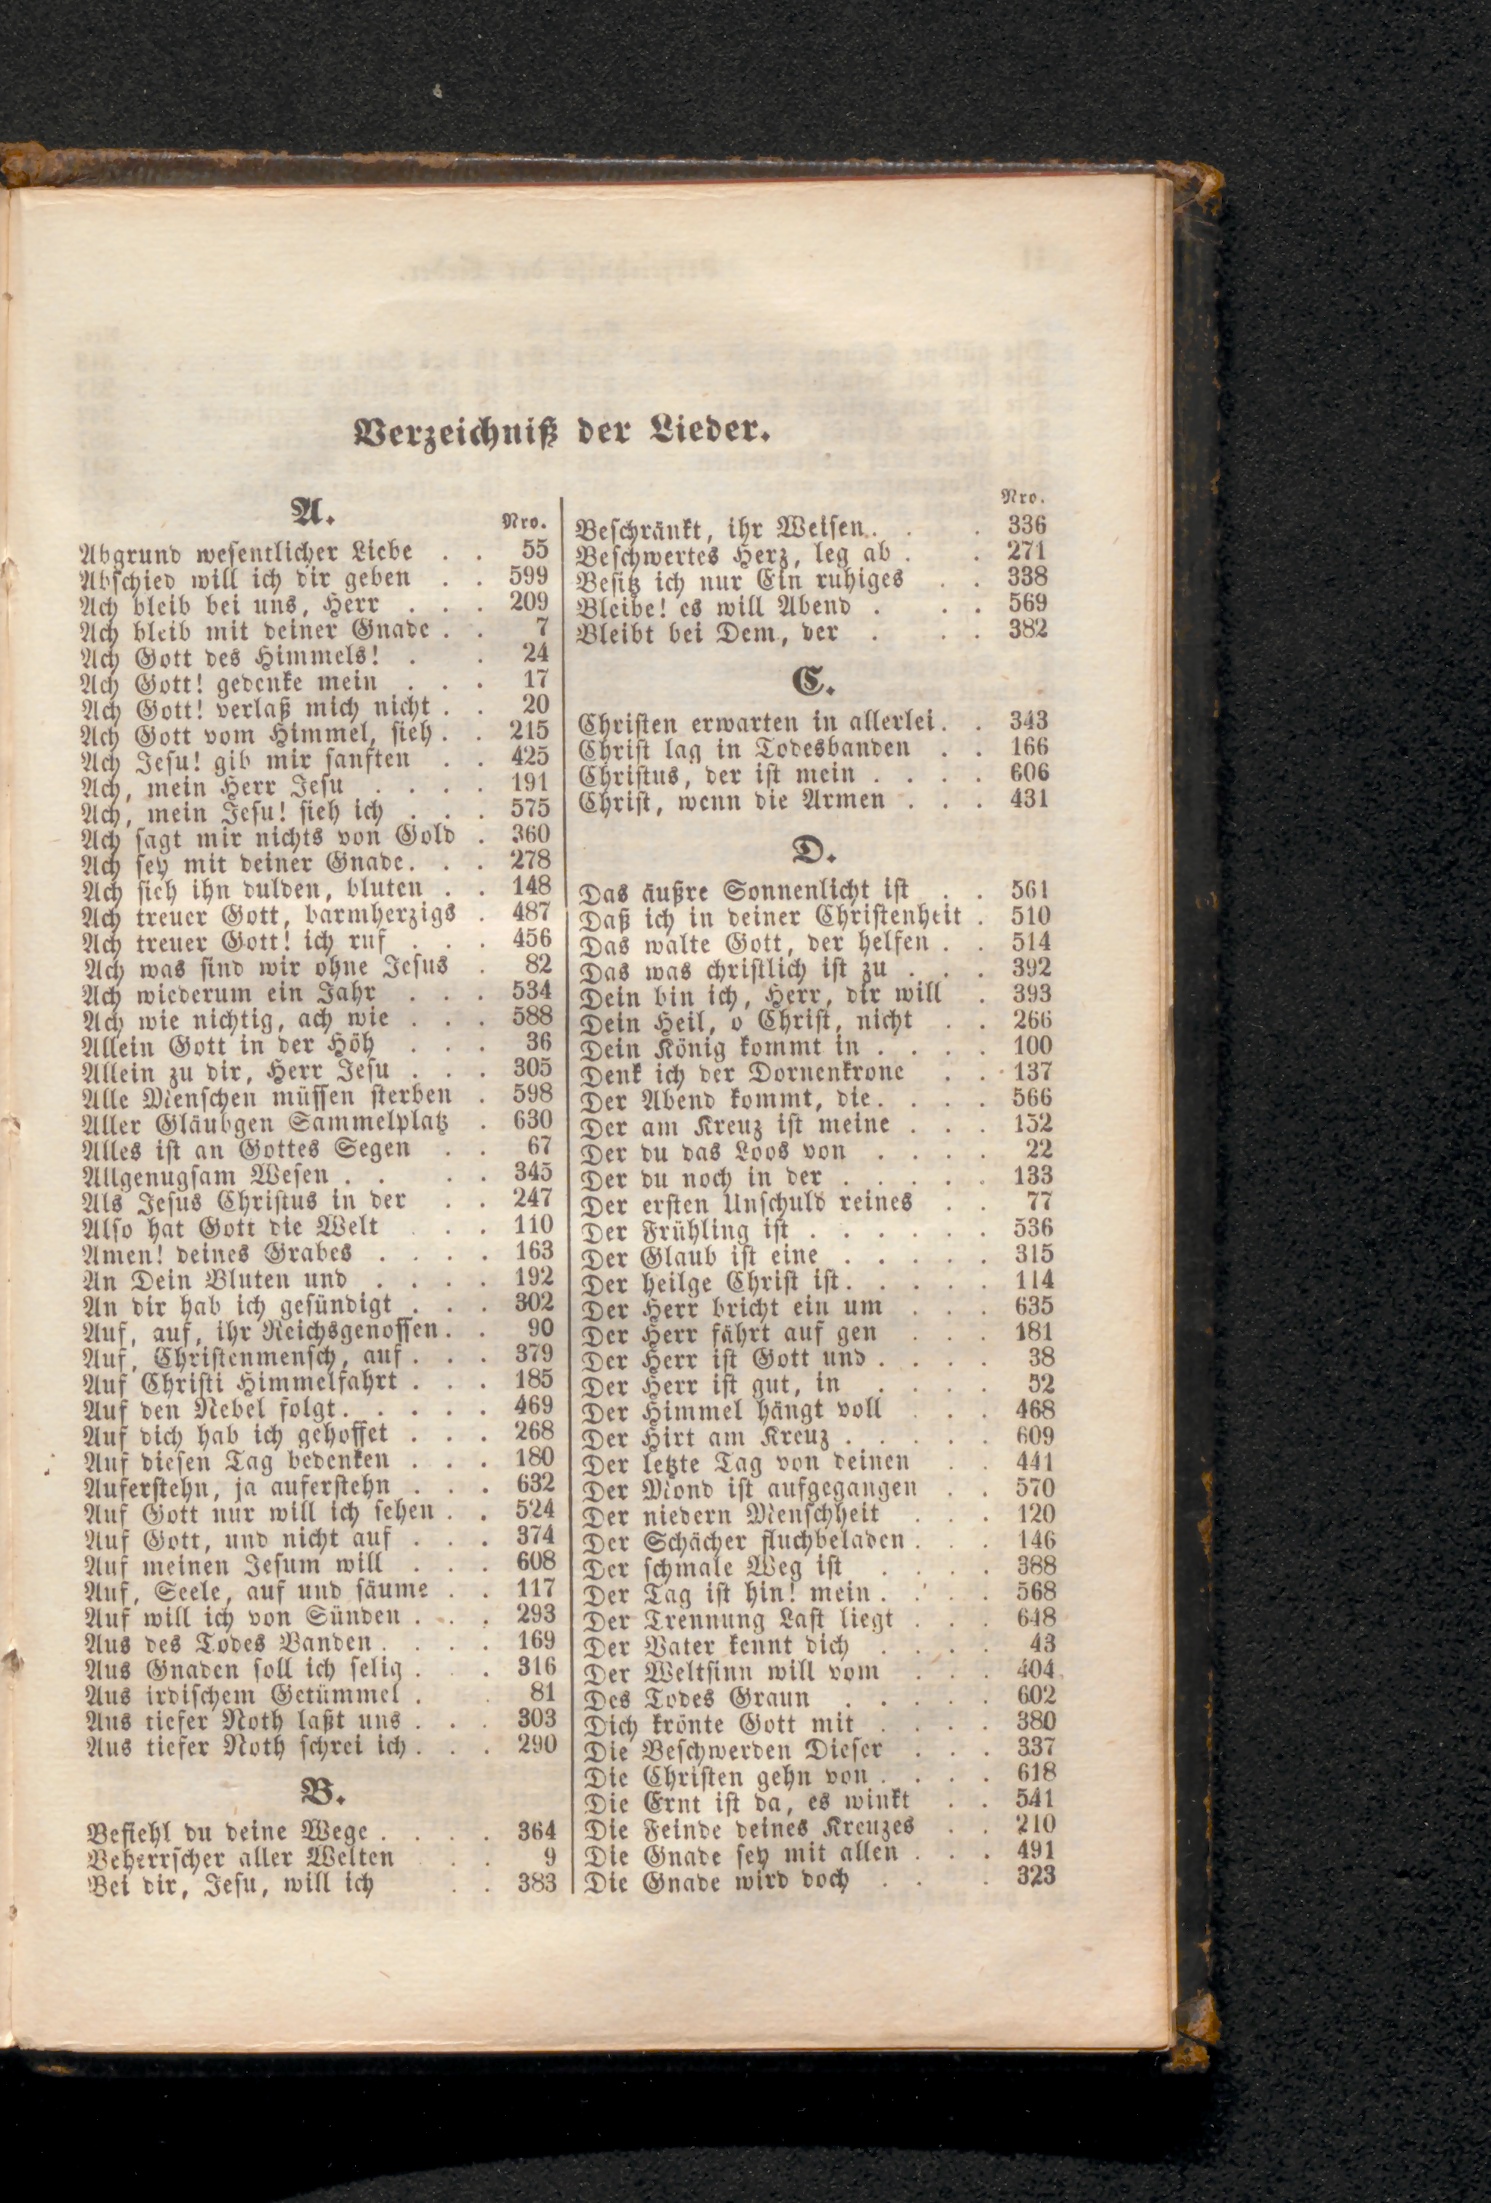 Verzeichniß der Lieder.
A.
Nro.
Abgrund wesentlicher Liebe . . 55
Abschied will ich dir geben . . 599
Ach bleib bei uns, Herr . . . 209
Ach bleib mit deiner Gnade . . 7
Ach Gott des Himmels! . . 24
Ach Gott! gedenke mein . . . 17
Ach Gott! verlaß mich nicht . . 20
Ach Gott vom Himmel, sieh . . 215
Ach Jesu! gib mir sanften . . 425
Ach, mein Herr Jesu . . . . 191
Ach, mein Jesu! sieh ich . . . 575
Ach sagt mir nichts von Gold . 360
Ach sey mit deiner Gnade. . . 278
Ach sieh ihn dulden, bluten . . 148
Ach treuer Gott, barmherzigs . 487
Ach treuer Gott! ich ruf . . . 456
Ach was sind wir ohne Jesus . 82
Ach wiederum ein Jahr . . . 534
Ach wie nichtig, ach wie . . . 588
Allein Gott in der Höh . . . 36
Allein zu dir, Herr Jesu . . . 305
Alle Menschen müssen sterben . 598
Aller Gläubgen Sammelplatz . 630
Alles ist an Gottes Segen . . 67
Allgenugsam Wesen . . . . 345
Als Jesus Christus in der . . 247
Also hat Gott die Welt . . 110
Amen! deines Grabes . . . . 163
An Dein Bluten und . . . . 192
An dir hab ich gesündigt . . . 302
Auf, auf, ihr Reichsgenossen. . 90
Auf, Christenmensch, auf . . . 379
Auf Christi Himmelfahrt . . . 185
Auf den Nebel folgt. . . . . 469
Auf dich hab ich gehoffet . . . 268
Auf diesen Tag bedenken . . . 180
Auferstehn, ja auferstehn . . . 632
Auf Gott nur will ich sehen . . 524
Auf Gott, und nicht auf . . . 374
Auf meinen Jesum will . . . 608
Auf, Seele, auf und säume . . 117
Auf will ich von Sünden . . . 293
Aus des Todes Banden . . . . 169
Aus Gnaden soll ich selig . . . 316
Aus irdischem Getümmel . . 81
Aus tiefer Noth laßt uns . . . 303
Aus tiefer Noth schrei ich . . . 290
B.
Befiehl du deine Wege . . . . 364
Beherrscher aller Welten . . 9
Bei dir, Jesu, will ich . . 383
Nro.
Beschränkt, ihr Weisen. . . . 336
Beschwertes Herz, leg ab . . 271
Besitz ich nur Ein ruhiges . . 338
Bleibe! es will Abend . . . 569
Bleibt bei Dem, der . . . 382
C.
Christen erwarten in allerlei. . 343
Christ lag in Todesbanden . . 166
Christus, der ist mein . . . . 606
Christ, wenn die Armen . . . 431
D.
Das äußre Sonnenlicht ist . . 561
Daß ich in deiner Christenheit . 510
Das walte Gott, der helfen . . 514
Das was christlich ist zu . . . 392
Dein bin ich, Herr, dir will . 393
Dein Heil, o Christ, nicht . . 266
Dein König kommt in . . . . 100
Denk ich der Dornenkrone . . 137
Der Abend kommt, die. . . . 566
Der am Kreuz ist meine . . . 152
Der du das Loos von . . . . 22
Der du noch in der . . . . . 133
Der ersten Unschuld reines . . 77
Der Frühling ist . . . . . . 536
Der Glaub ist eine . . . . . 315
Der heilge Christ ist. . . . . 114
Der Herr bricht ein um . . . 635
Der Herr fährt auf gen . . . 181
Der Herr ist Gott und . . . . 38
Der Herr ist gut, in . . . . 52
Der Himmel hängt voll . . . 468
Der Hirt am Kreuz . . . . . 609
Der letzte Tag von deinen . . 441
Der Mond ist aufgegangen . . 570
Der niedern Menschheit . . . 120
Der Schächer fluchbeladen . . . 146
Der schmale Weg ist . . . . 388
Der Tag ist hin! mein . . . . 568
Der Trennung Last liegt . . . 648
Der Vater kennt dich . . . . 43
Der Weltsinn will vom . . . 404
Des Todes Graun . . . . . 602
Dich krönte Gott mit . . . . 380
Die Beschwerden Dieser . . . 337
Die Christen gehn von . . . . 618
Die Ernt ist da, es winkt . . 541
Die Feinde deines Kreuzes . . 210
Die Gnade sey mit allen . . . 491
Die Gnade wird doch . . . 323